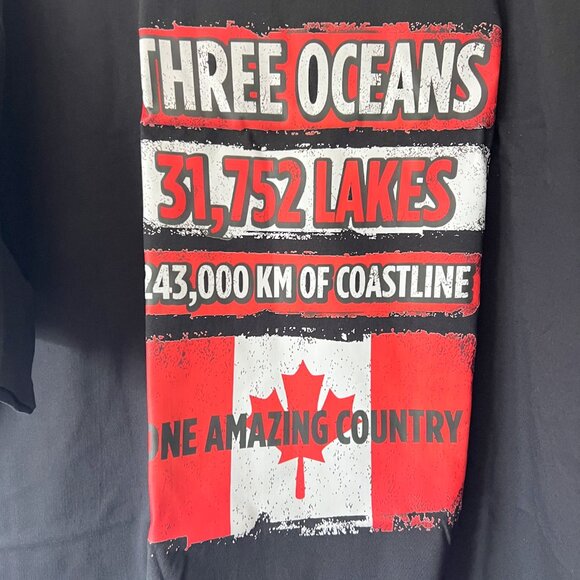 THREE OCEANS
31,752 LAKES
243,000 KM OF COASTLINE
ONE AMAZING COUNTRY